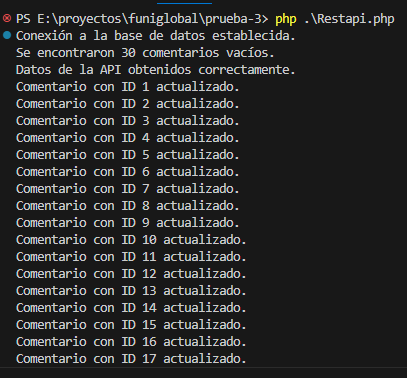 PS E:\proyectos\funiglobal\prueba-3> php .\Restapi.php
Conexión a la base de datos establecida.
Se encontraron 30 comentarios vacíos.
Datos de la API obtenidos correctamente.
Comentario con ID 1 actualizado.
Comentario con ID 2 actualizado.
Comentario con ID 3 actualizado.
Comentario con ID 4 actualizado.
Comentario con ID 5 actualizado.
Comentario con ID 6 actualizado.
Comentario con ID 7 actualizado.
Comentario con ID 8 actualizado.
Comentario con ID 9 actualizado.
Comentario con ID 10 actualizado.
Comentario con ID 11 actualizado.
Comentario con ID 12 actualizado.
Comentario con ID 13 actualizado.
Comentario con ID 14 actualizado.
Comentario con ID 15 actualizado.
Comentario con ID 16 actualizado.
Comentario con ID 17 actualizado.